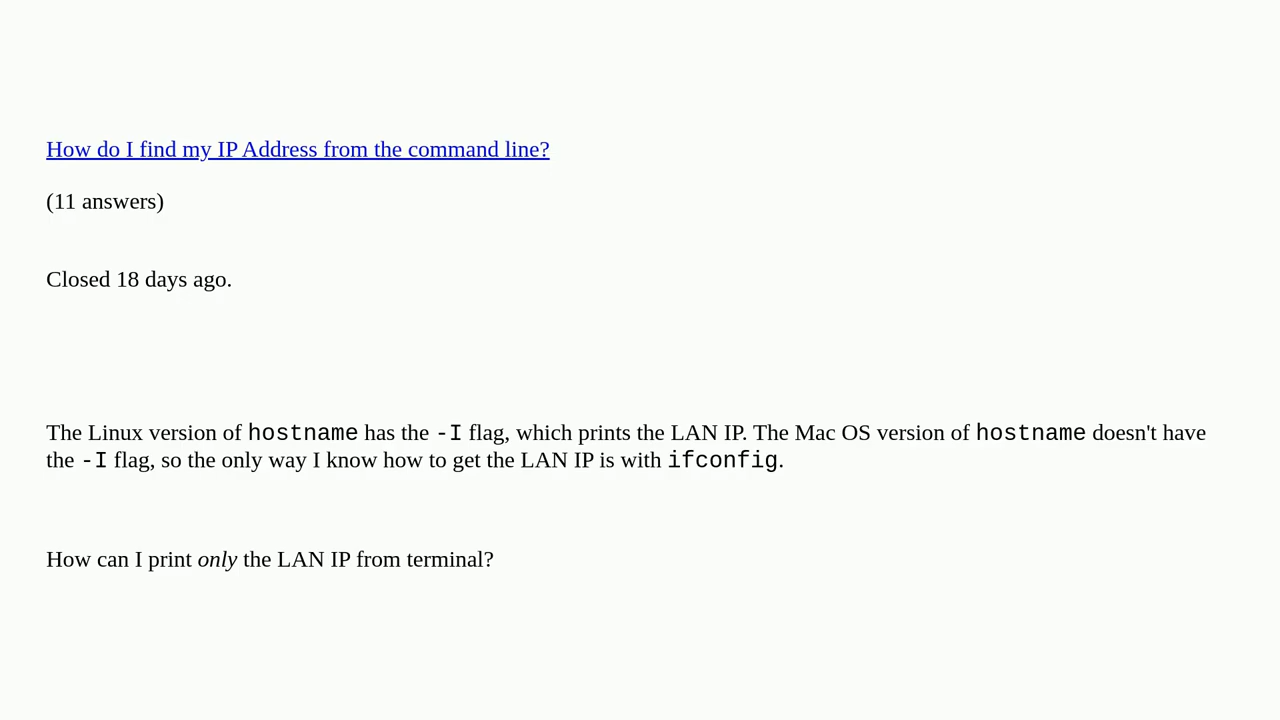 How do I find my IP Address from the command line?
(11 answers)
Closed 18 days ago.
The Linux version of hostname has the -I flag, which prints the LAN IP. The Mac OS version of hostname doesn't have
the -I flag, so the only way I know how to get the LAN IP is with ifconfig.
How can I print only the LAN IP from terminal?